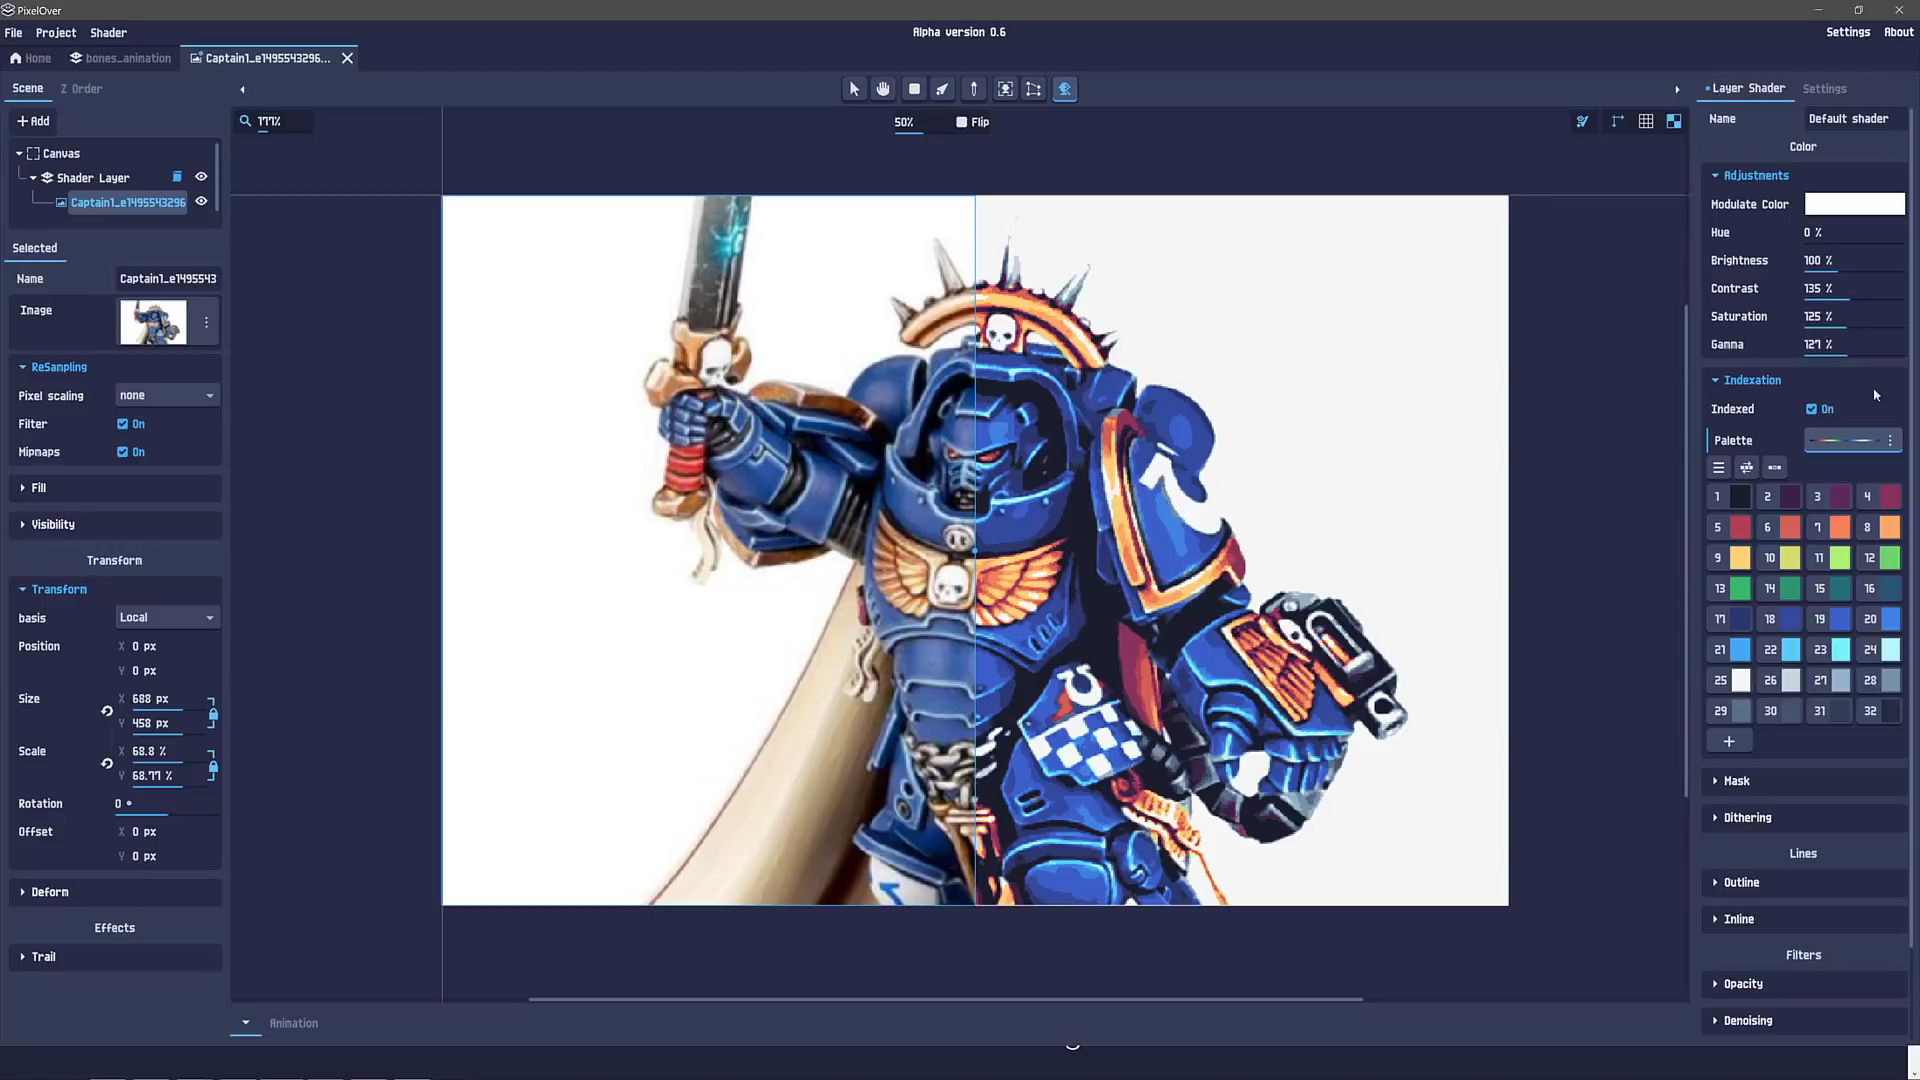 PixelOver
File Project Shader
Alpha version 0.6
Settings About
Home bones_animation Captain1_e1495543296...
Scene Z Order
Layer Shader Settings
+ Add
177%
50% Flip
Canvas
Shader Layer
Captain1_e1495543296
Selected
Name Captain1_e1495543
Image
ReSampling
Pixel scaling none
Filter On
Mipmaps On
Fill
Visibility
Transform
Transform
basis Local
Position X 0 px
Y 0 px
Size X 688 px
Y 458 px
Scale X 68.8 %
Y 68.77 %
Rotation 0 °
Offset X 0 px
Y 0 px
Deform
Effects
Trail
Animation
Name Default shader
Color
Adjustments
Modulate Color
Hue 0 %
Brightness 100 %
Contrast 135 %
Saturation 125 %
Gamma 127 %
Indexation
Indexed On
Palette
1 2 3 4
5 6 7 8
9 10 11 12
13 14 15 16
17 18 19 20
21 22 23 24
25 26 27 28
29 30 31 32
+
Mask
Dithering
Lines
Outline
Inline
Filters
Opacity
Denoising